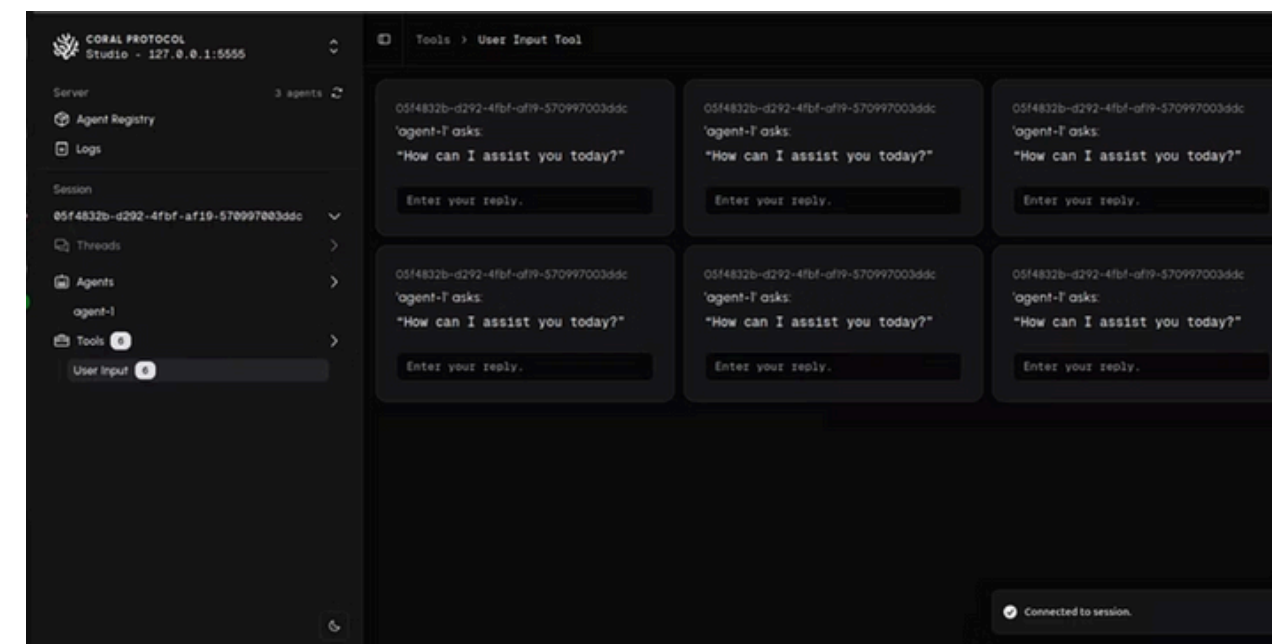 CORAL PROTOCOL
Studio - 127.0.0.1:5555
Server
3 agents
Agent Registry
Logs
Session
05f4832b-d292-4fbf-af19-570997003ddc
Threads
Agents
agent-1
Tools 6
User Input 6
Tools > User Input Tool
05f4832b-d292-4fbf-af19-570997003ddc
'agent-1' asks:
"How can I assist you today?"
Enter your reply.
05f4832b-d292-4fbf-af19-570997003ddc
'agent-1' asks:
"How can I assist you today?"
Enter your reply.
05f4832b-d292-4fbf-af19-570997003ddc
'agent-1' asks:
"How can I assist you today?"
Enter your reply.
05f4832b-d292-4fbf-af19-570997003ddc
'agent-1' asks:
"How can I assist you today?"
Enter your reply.
05f4832b-d292-4fbf-af19-570997003ddc
'agent-1' asks:
"How can I assist you today?"
Enter your reply.
05f4832b-d292-4fbf-af19-570997003ddc
'agent-1' asks:
"How can I assist you today?"
Enter your reply.
Connected to session.